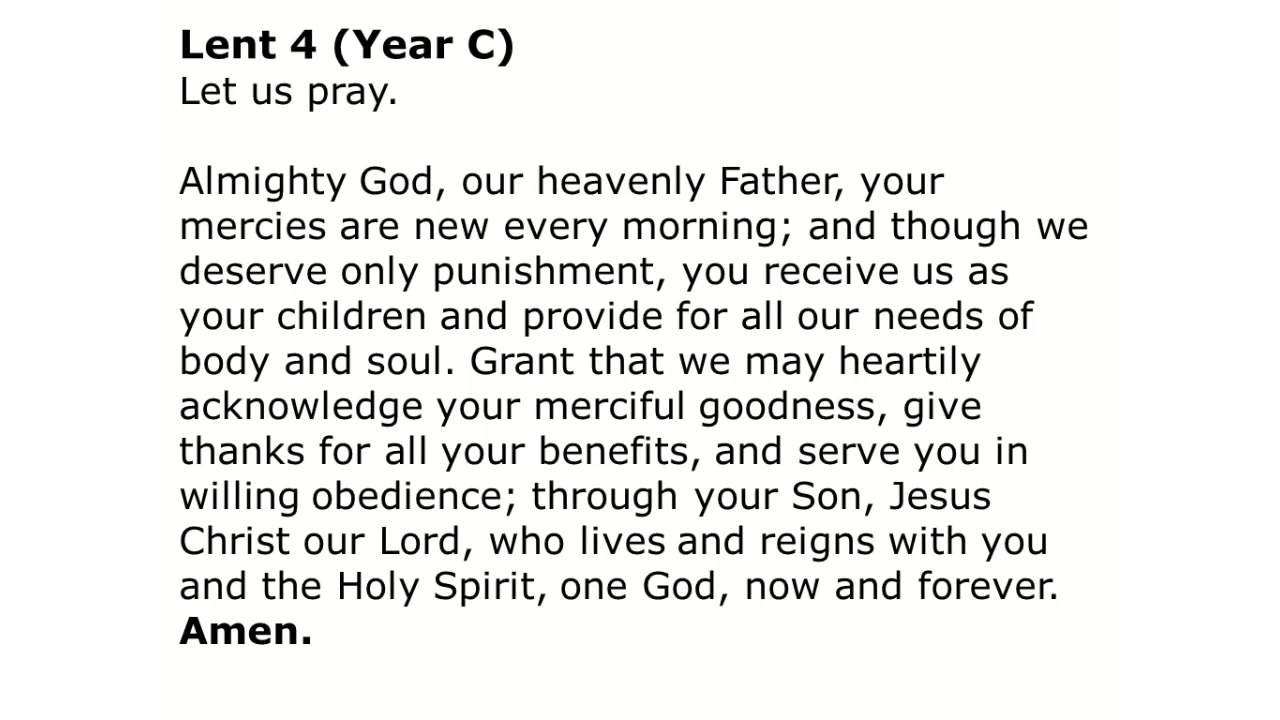 Lent 4 (Year C)
Let us pray.
Almighty God, our heavenly Father, your
mercies are new every morning; and though we
deserve only punishment, you receive us as
your children and provide for all our needs of
body and soul. Grant that we may heartily
acknowledge your merciful goodness, give
thanks for all your benefits, and serve you in
willing obedience; through your Son, Jesus
Christ our Lord, who lives and reigns with you
and the Holy Spirit, one God, now and forever.
Amen.